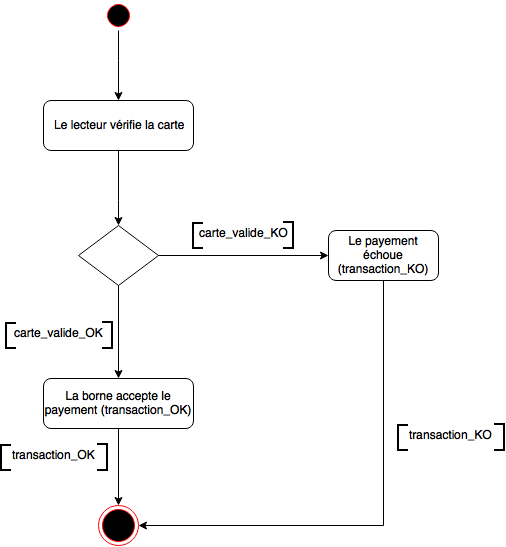 Le lecteur vérifie la carte
carte_valide_KO
Le payement
échoue
(transaction_KO)
carte_valide_OK
La borne accepte le
payement (transaction_OK)
transaction_OK
transaction_KO